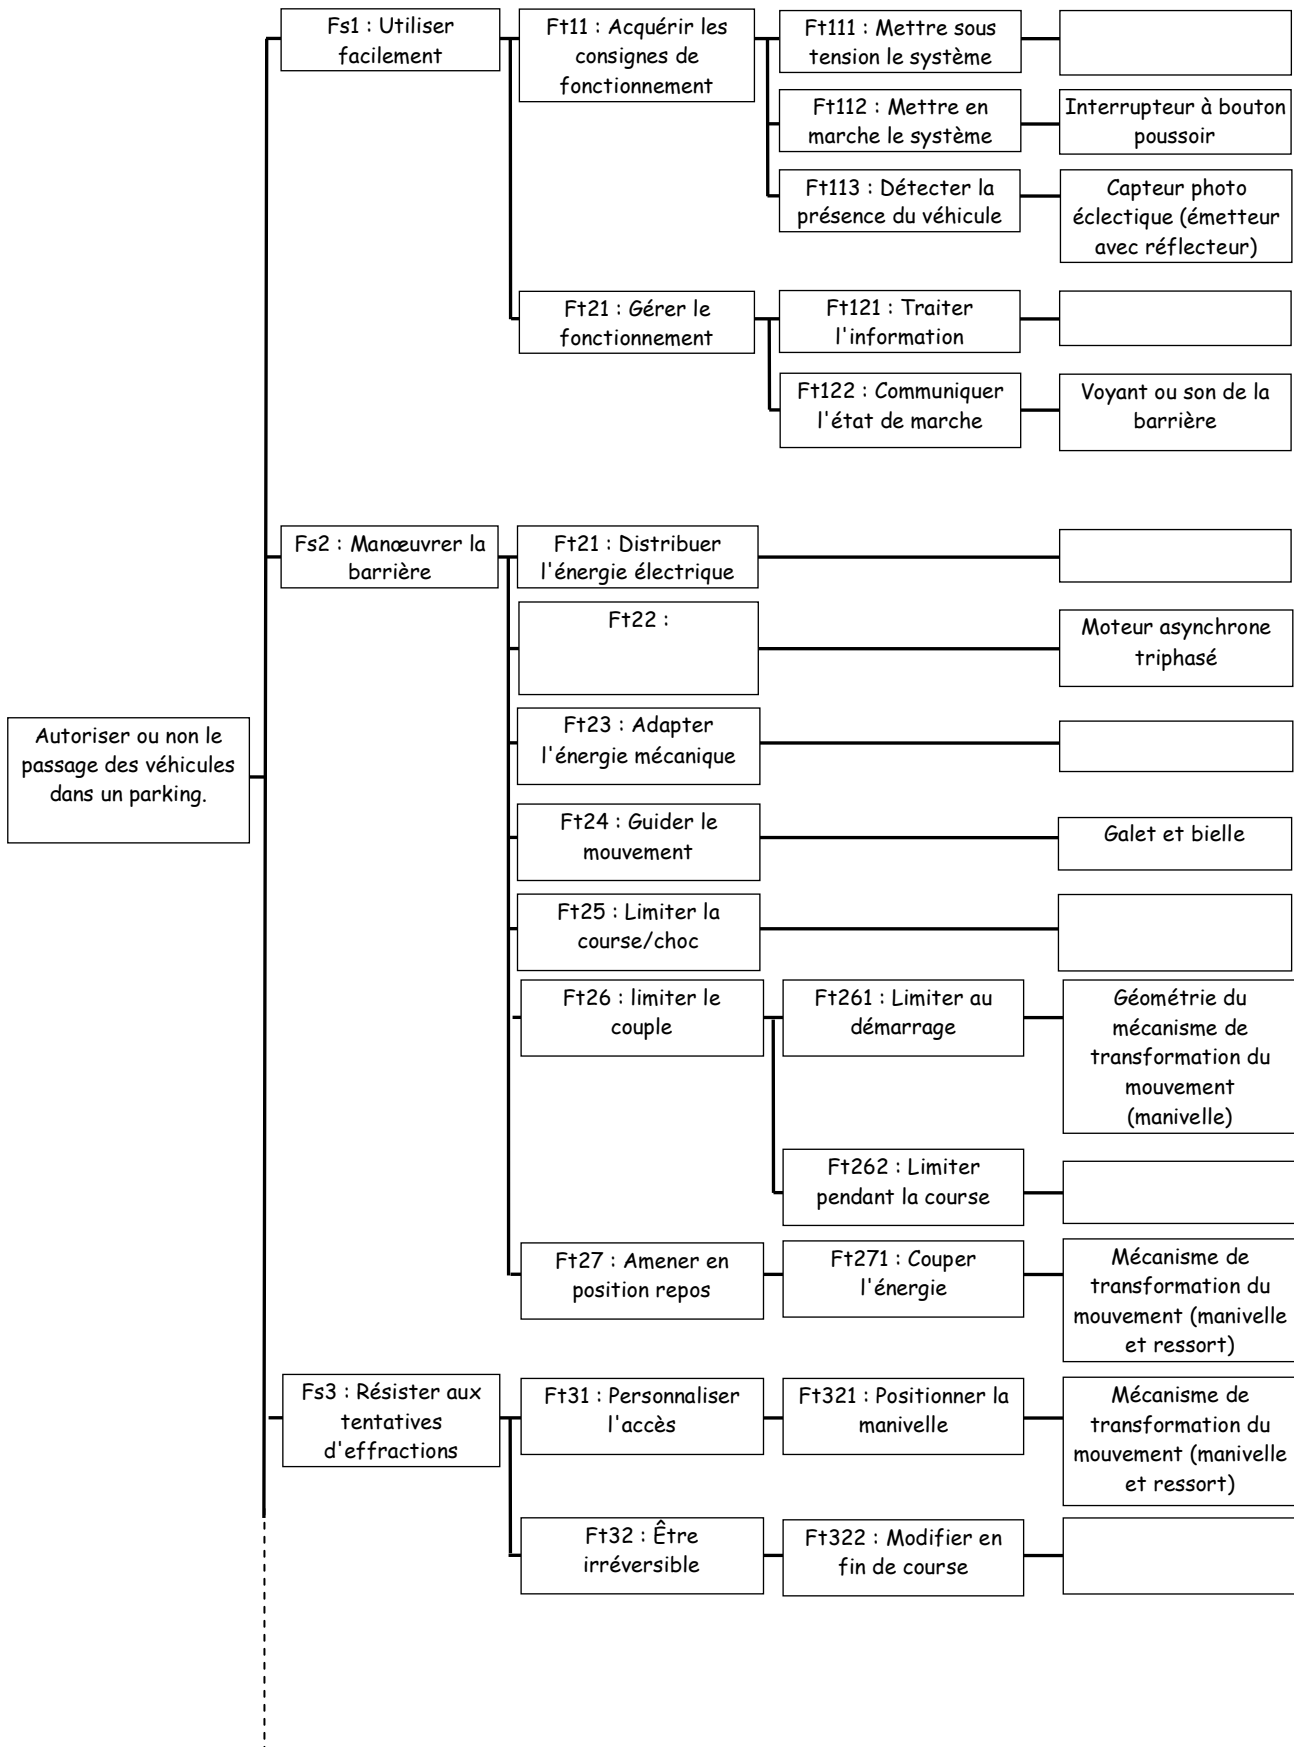 Fs1 : Utiliser
facilement
Ft11 : Acquérir les
consignes de
fonctionnement
Ft111 : Mettre sous
tension le système
Ft112 : Mettre en
marche le système
Interrupteur à bouton
poussoir
Ft113 : Détecter la
présence du véhicule
Capteur photo
éclectique (émetteur
avec réflecteur)
Ft21 : Gérer le
fonctionnement
Ft121 : Traiter
l'information
Ft122 : Communiquer
l'état de marche
Voyant ou son de la
barrière
Fs2 : Manœuvrer la
barrière
Ft21 : Distribuer
l'énergie électrique
Ft22 :
Moteur asynchrone
triphasé
Autoriser ou non le
passage des véhicules
dans un parking.
Ft23 : Adapter
l'énergie mécanique
Ft24 : Guider le
mouvement
Galet et bielle
Ft25 : Limiter la
course/choc
Ft26 : limiter le
couple
Ft261 : Limiter au
démarrage
Géométrie du
mécanisme de
transformation du
mouvement
(manivelle)
Ft262 : Limiter
pendant la course
Ft27 : Amener en
position repos
Ft271 : Couper
l'énergie
Mécanisme de
transformation du
mouvement (manivelle
et ressort)
Fs3 : Résister aux
tentatives
d'effractions
Ft31 : Personnaliser
l'accès
Ft321 : Positionner la
manivelle
Mécanisme de
transformation du
mouvement (manivelle
et ressort)
Ft32 : Être
irréversible
Ft322 : Modifier en
fin de course